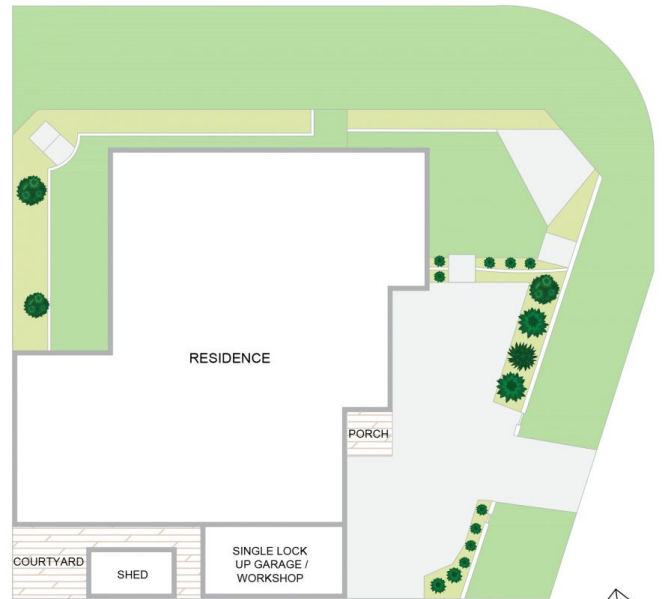 RESIDENCE
PORCH
COURTYARD
SHED
SINGLE LOCK
UP GARAGE /
WORKSHOP